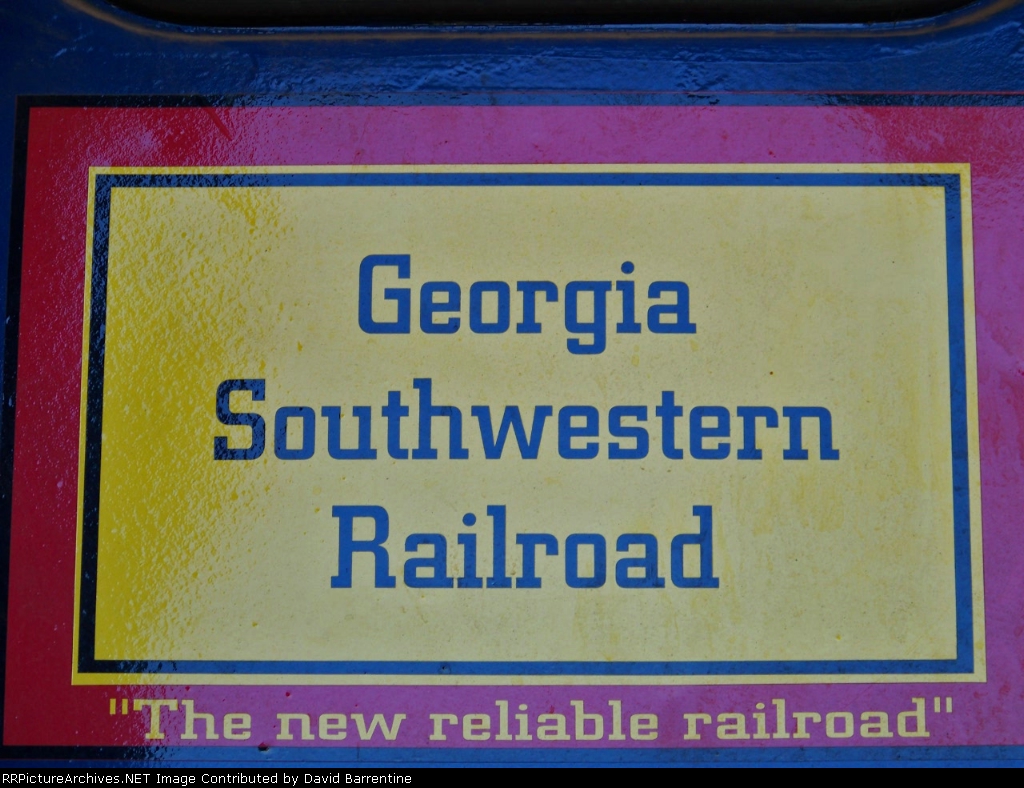 Georgia
Southwestern
Railroad
"The new reliable railroad"
RRPictureArchives.NET Image Contributed by David Barrentine